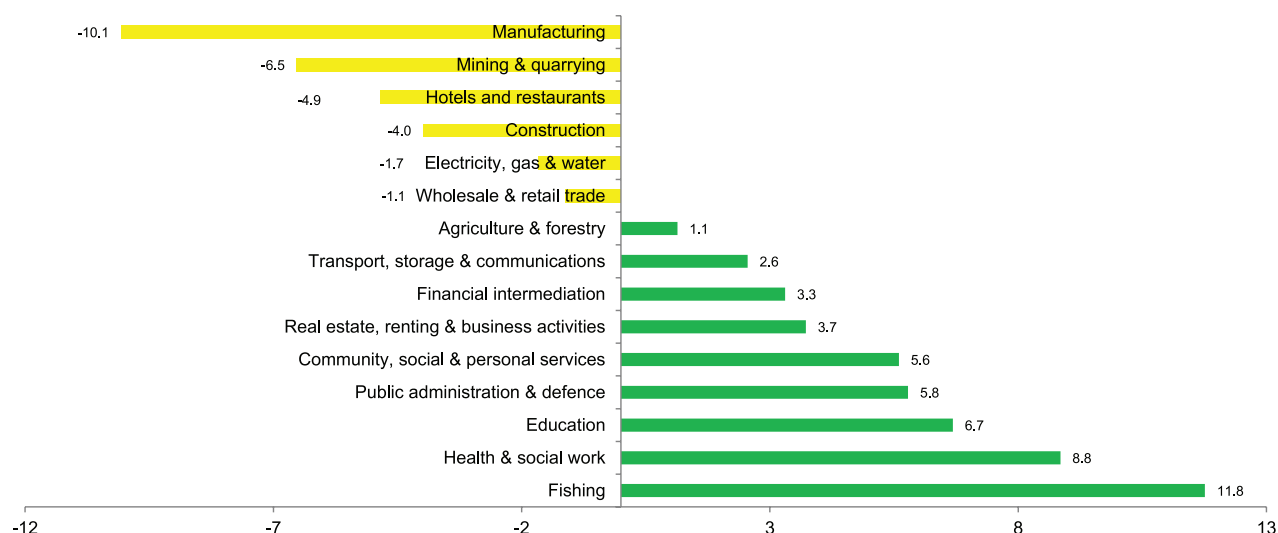 -10.1 Manufacturing
-6.5 Mining & quarrying
-4.9 Hotels and restaurants
-4.0 Construction
-1.7 Electricity, gas & water
-1.1 Wholesale & retail trade
Agriculture & forestry 1.1
Transport, storage & communications 2.6
Financial intermediation 3.3
Real estate, renting & business activities 3.7
Community, social & personal services 5.6
Public administration & defence 5.8
Education 6.7
Health & social work 8.8
Fishing 11.8
-12 -7 -2 3 8 13